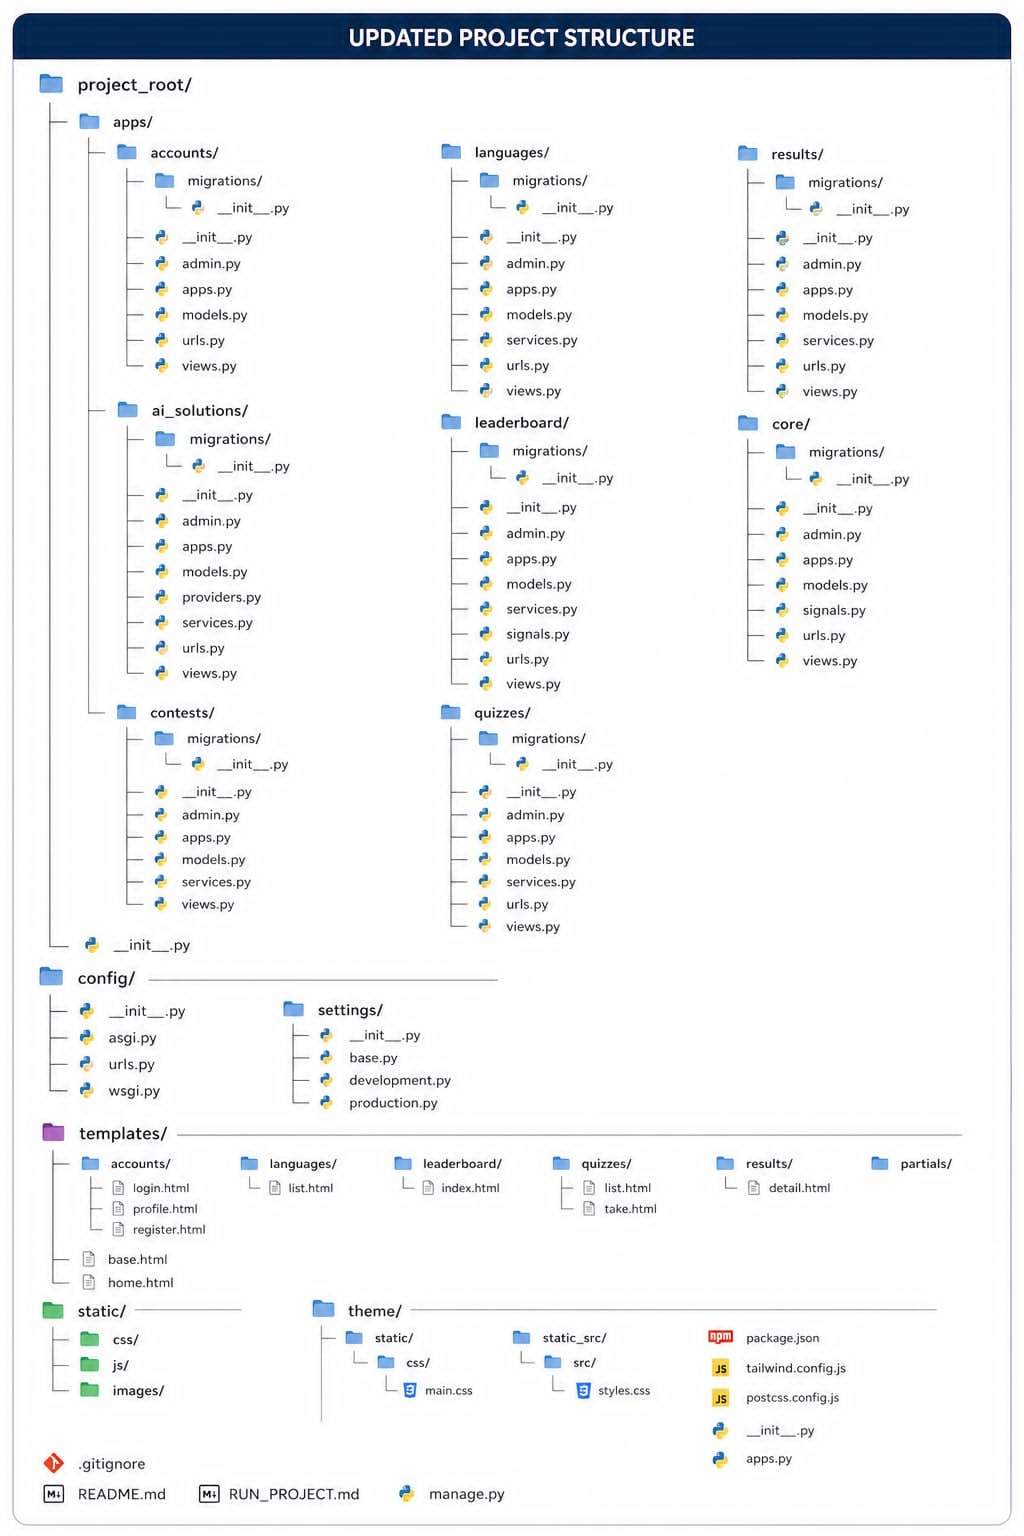 UPDATED PROJECT STRUCTURE
project_root/
apps/
accounts/
migrations/
__init__.py
__init__.py
admin.py
apps.py
models.py
urls.py
views.py
ai_solutions/
migrations/
__init__.py
__init__.py
admin.py
apps.py
models.py
providers.py
services.py
urls.py
views.py
contests/
migrations/
__init__.py
__init__.py
admin.py
apps.py
models.py
services.py
views.py
languages/
migrations/
__init__.py
__init__.py
admin.py
apps.py
models.py
services.py
urls.py
views.py
leaderboard/
migrations/
__init__.py
__init__.py
admin.py
apps.py
models.py
services.py
signals.py
urls.py
views.py
quizzes/
migrations/
__init__.py
__init__.py
admin.py
apps.py
models.py
services.py
urls.py
views.py
results/
migrations/
__init__.py
__init__.py
admin.py
apps.py
models.py
services.py
urls.py
views.py
core/
migrations/
__init__.py
__init__.py
admin.py
apps.py
models.py
signals.py
urls.py
views.py
__init__.py
config/
__init__.py
asgi.py
urls.py
wsgi.py
settings/
__init__.py
base.py
development.py
production.py
templates/
accounts/
login.html
profile.html
register.html
languages/
list.html
leaderboard/
index.html
quizzes/
list.html
take.html
results/
detail.html
partials/
base.html
home.html
static/
css/
js/
images/
theme/
static/
css/
main.css
static_src/
src/
styles.css
npm package.json
JS tailwind.config.js
JS postcss.config.js
__init__.py
apps.py
.gitignore
M↓ README.md
M↓ RUN_PROJECT.md
manage.py